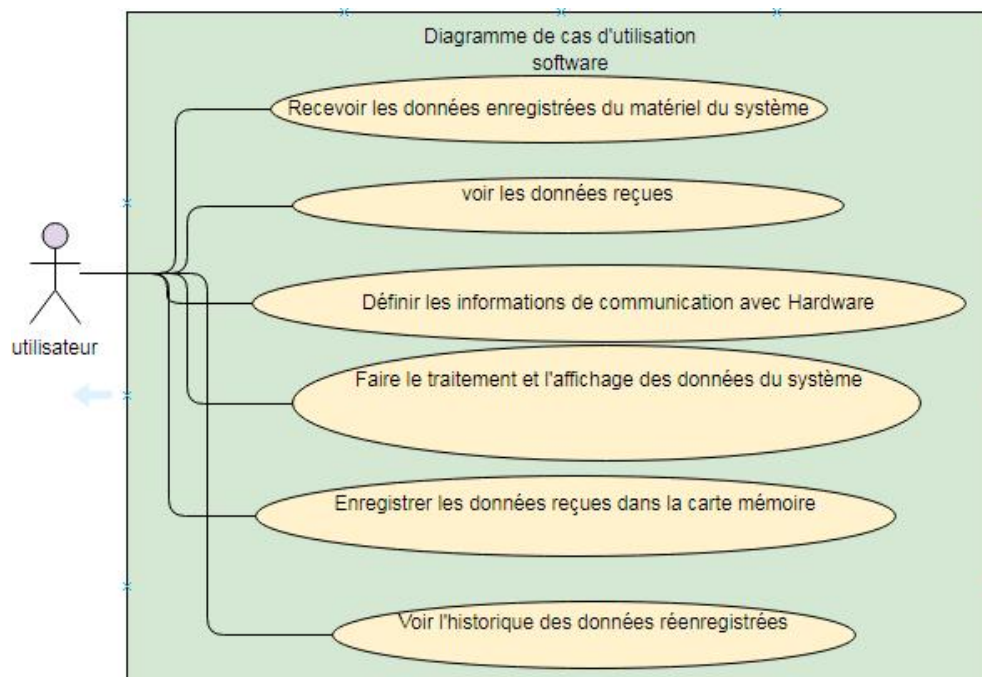 Diagramme de cas d'utilisation
software
Recevoir les données enregistrées du matériel du système
voir les données reçues
Définir les informations de communication avec Hardware
utilisateur
Faire le traitement et l'affichage des données du système
Enregistrer les données reçues dans la carte mémoire
Voir l'historique des données réenregistrées